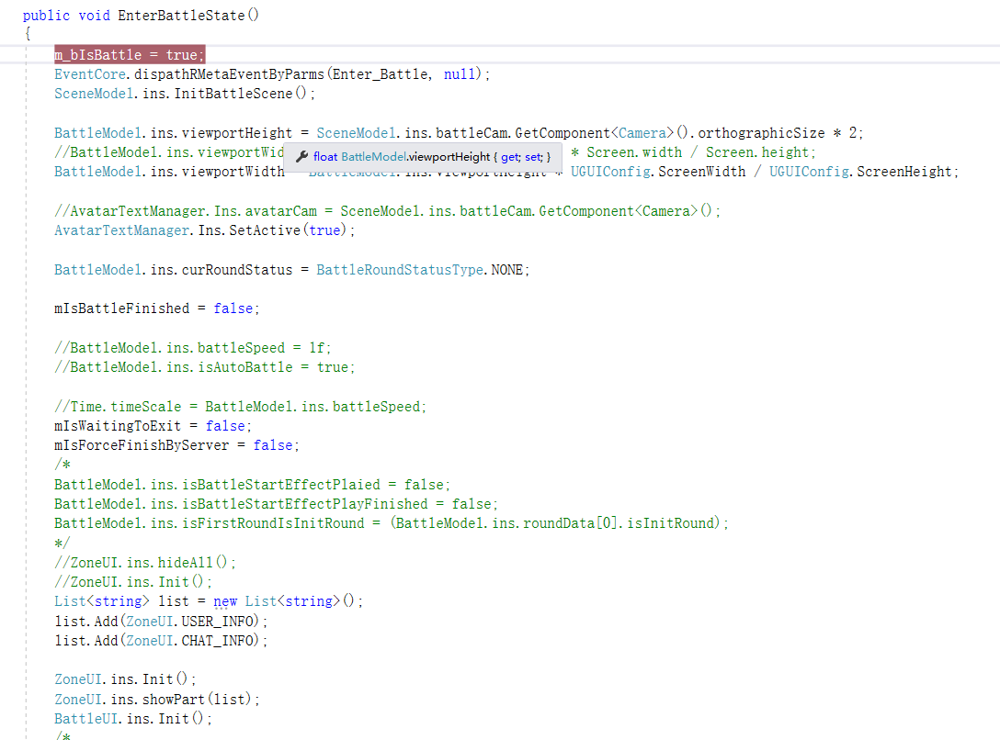 public void EnterBattleState()
{
m_bIsBattle = true;
EventCore.dispathRMetaEventByParms(Enter_Battle, null);
SceneModel.ins.InitBattleScene();
BattleModel.ins.viewportHeight = SceneModel.ins.battleCam.GetComponent<Camera>().orthographicSize * 2;
//BattleModel.ins.viewportWid * Screen.width / Screen.height;
float BattleModel.viewportHeight { get; set; }
BattleModel.ins.viewportWidth = BattleModel.ins.viewportHeight * UGUIConfig.ScreenWidth / UGUIConfig.ScreenHeight;
//AvatarTextManager.Ins.avatarCam = SceneModel.ins.battleCam.GetComponent<Camera>();
AvatarTextManager.Ins.SetActive(true);
BattleModel.ins.curRoundStatus = BattleRoundStatusType.NONE;
mIsBattleFinished = false;
//BattleModel.ins.battleSpeed = 1f;
//BattleModel.ins.isAutoBattle = true;
//Time.timeScale = BattleModel.ins.battleSpeed;
mIsWaitingToExit = false;
mIsForceFinishByServer = false;
/*
BattleModel.ins.isBattleStartEffectPlaied = false;
BattleModel.ins.isBattleStartEffectPlayFinished = false;
BattleModel.ins.isFirstRoundIsInitRound = (BattleModel.ins.roundData[0].isInitRound);
*/
//ZoneUI.ins.hideAll();
//ZoneUI.ins.Init();
List<string> list = new List<string>();
list.Add(ZoneUI.USER_INFO);
list.Add(ZoneUI.CHAT_INFO);
ZoneUI.ins.Init();
ZoneUI.ins.showPart(list);
BattleUI.ins.Init();
/*